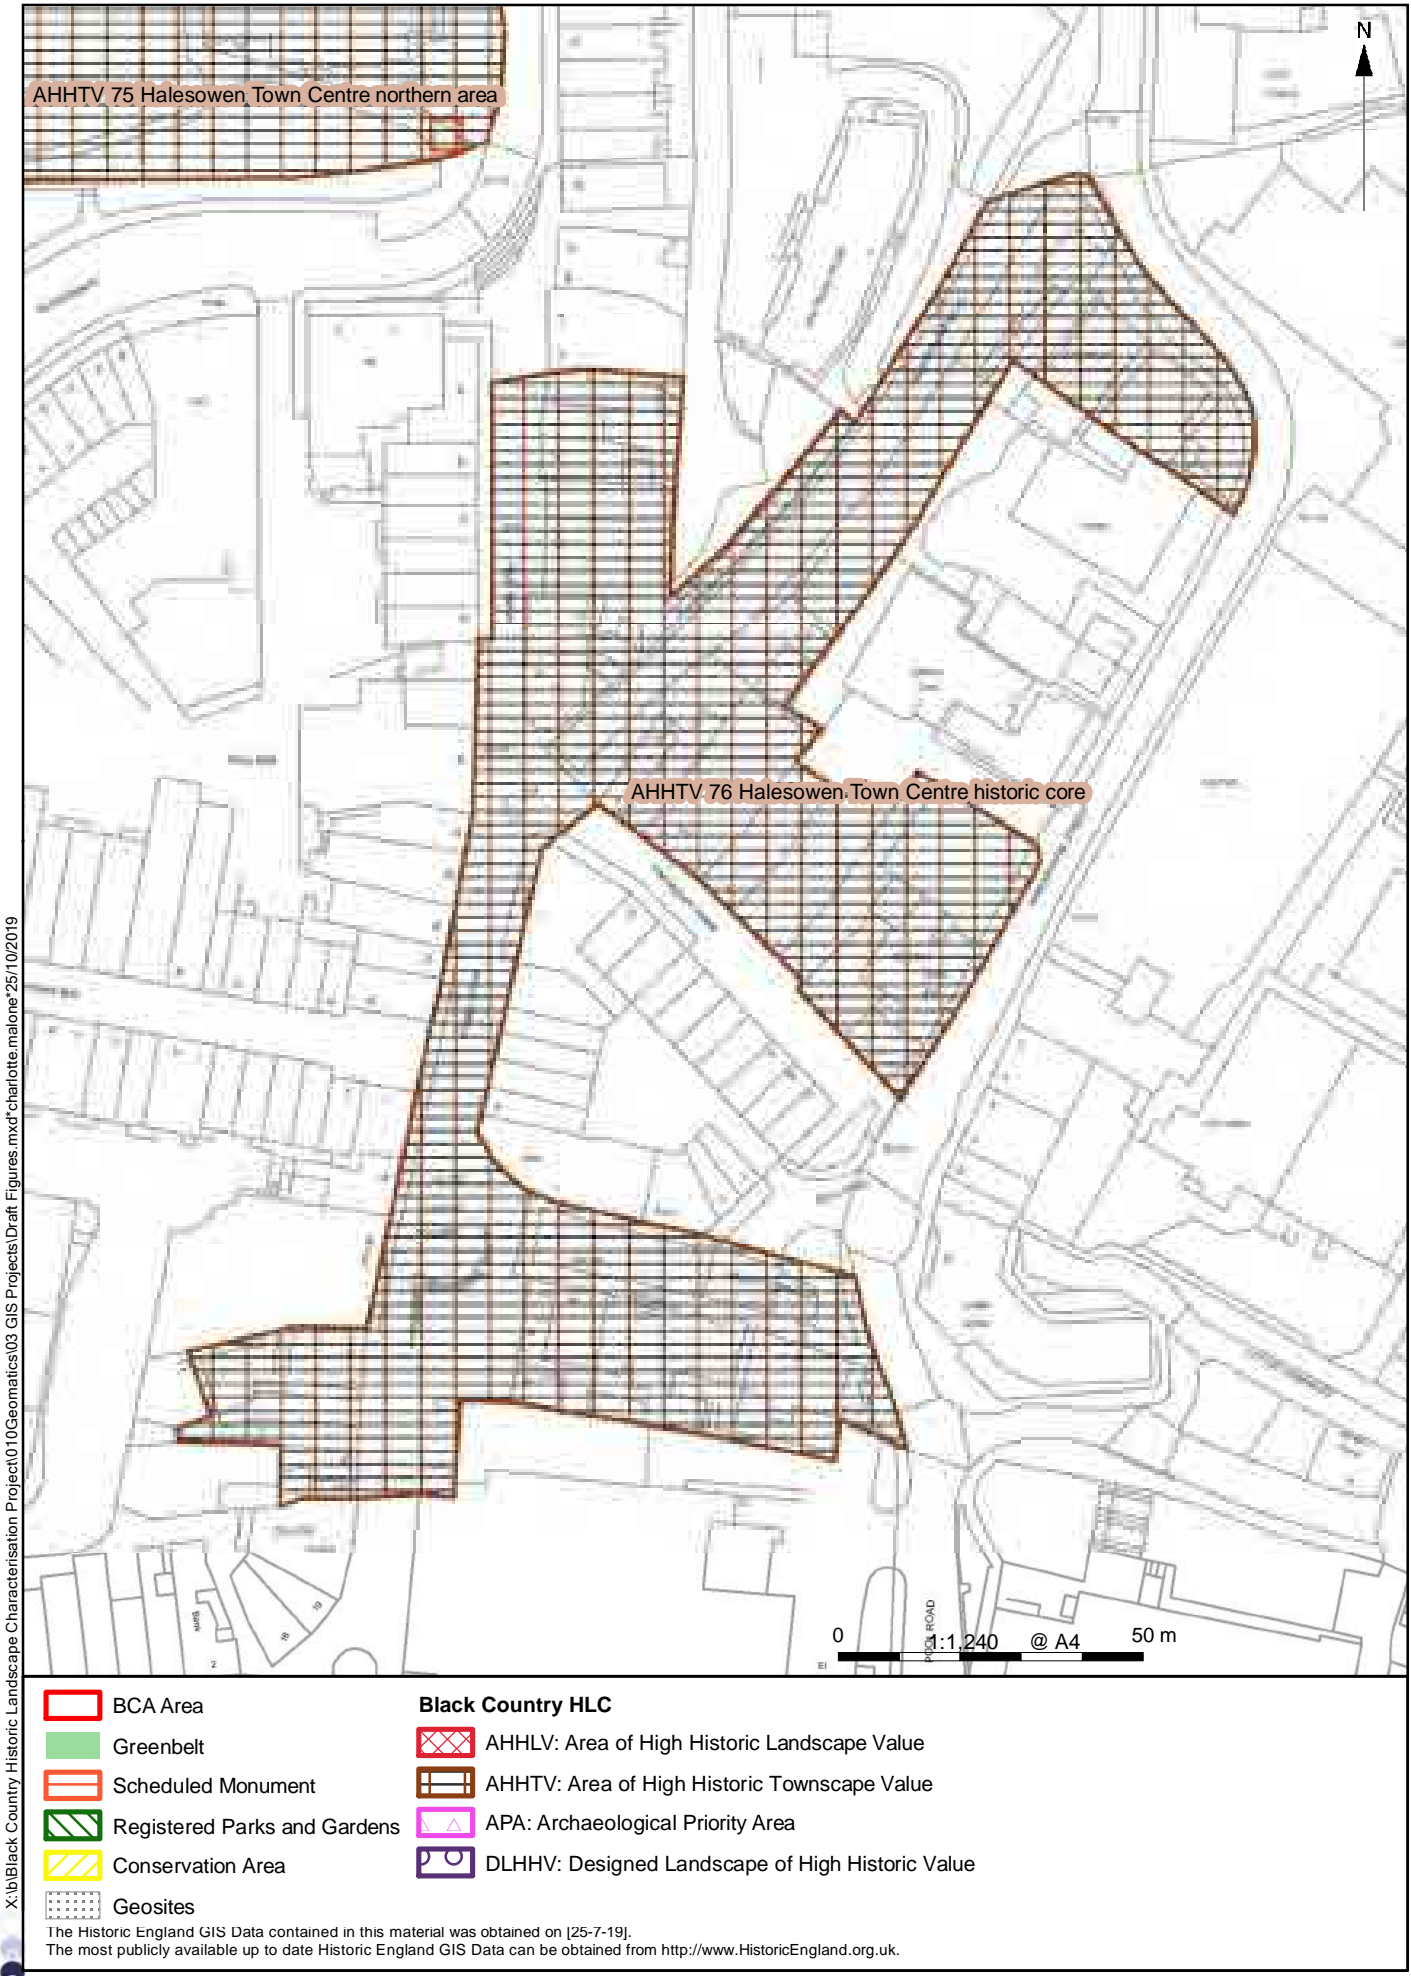 N
AHHTV 75 Halesowen Town Centre northern area
AHHTV 76 Halesowen Town Centre historic core
X:\b\Black Country Historic Landscape Characterisation Project\010Geomatics\03 GIS Projects\Draft Figures.mxd*charlotte.malone*25/10/2019
Bank
2
18
19
El
POOL ROAD
0
1:1,240 @ A4
50 m
BCA Area
Greenbelt
Scheduled Monument
Registered Parks and Gardens
Conservation Area
Geosites
Black Country HLC
AHHLV: Area of High Historic Landscape Value
AHHTV: Area of High Historic Townscape Value
APA: Archaeological Priority Area
DLHHV: Designed Landscape of High Historic Value
The Historic England GIS Data contained in this material was obtained on [25-7-19].
The most publicly available up to date Historic England GIS Data can be obtained from http://www.HistoricEngland.org.uk.